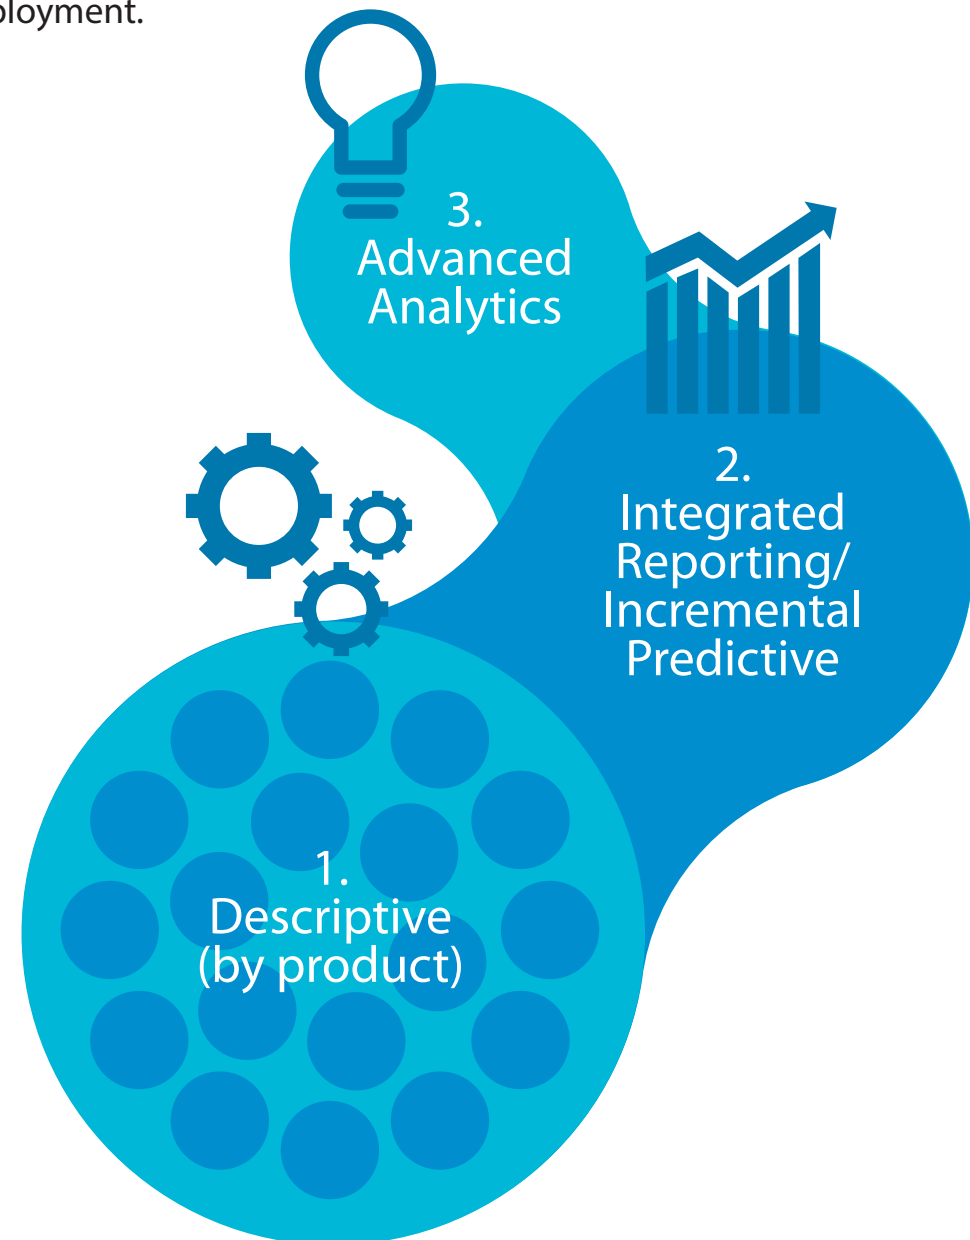 ployment.
3.
Advanced
Analytics
2.
Integrated
Reporting/
Incremental
Predictive
1.
Descriptive
(by product)